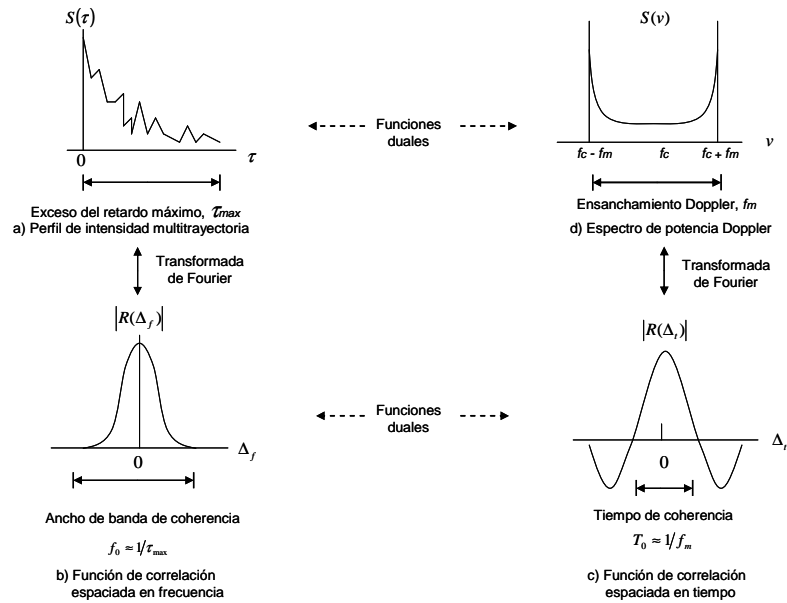 S(τ)
0
τ
Exceso del retardo máximo, τmax
a) Perfil de intensidad multitrayectoria
Funciones
duales
S(v)
fc - fm
fc
fc + fm
v
Ensanchamiento Doppler, fm
d) Espectro de potencia Doppler
Transformada
de Fourier
Transformada
de Fourier
|R(Δf)|
0
Δf
Ancho de banda de coherencia
f0 ≈ 1/τmax
b) Función de correlación
espaciada en frecuencia
Funciones
duales
|R(Δt)|
0
Δt
Tiempo de coherencia
T0 ≈ 1/fm
c) Función de correlación
espaciada en tiempo